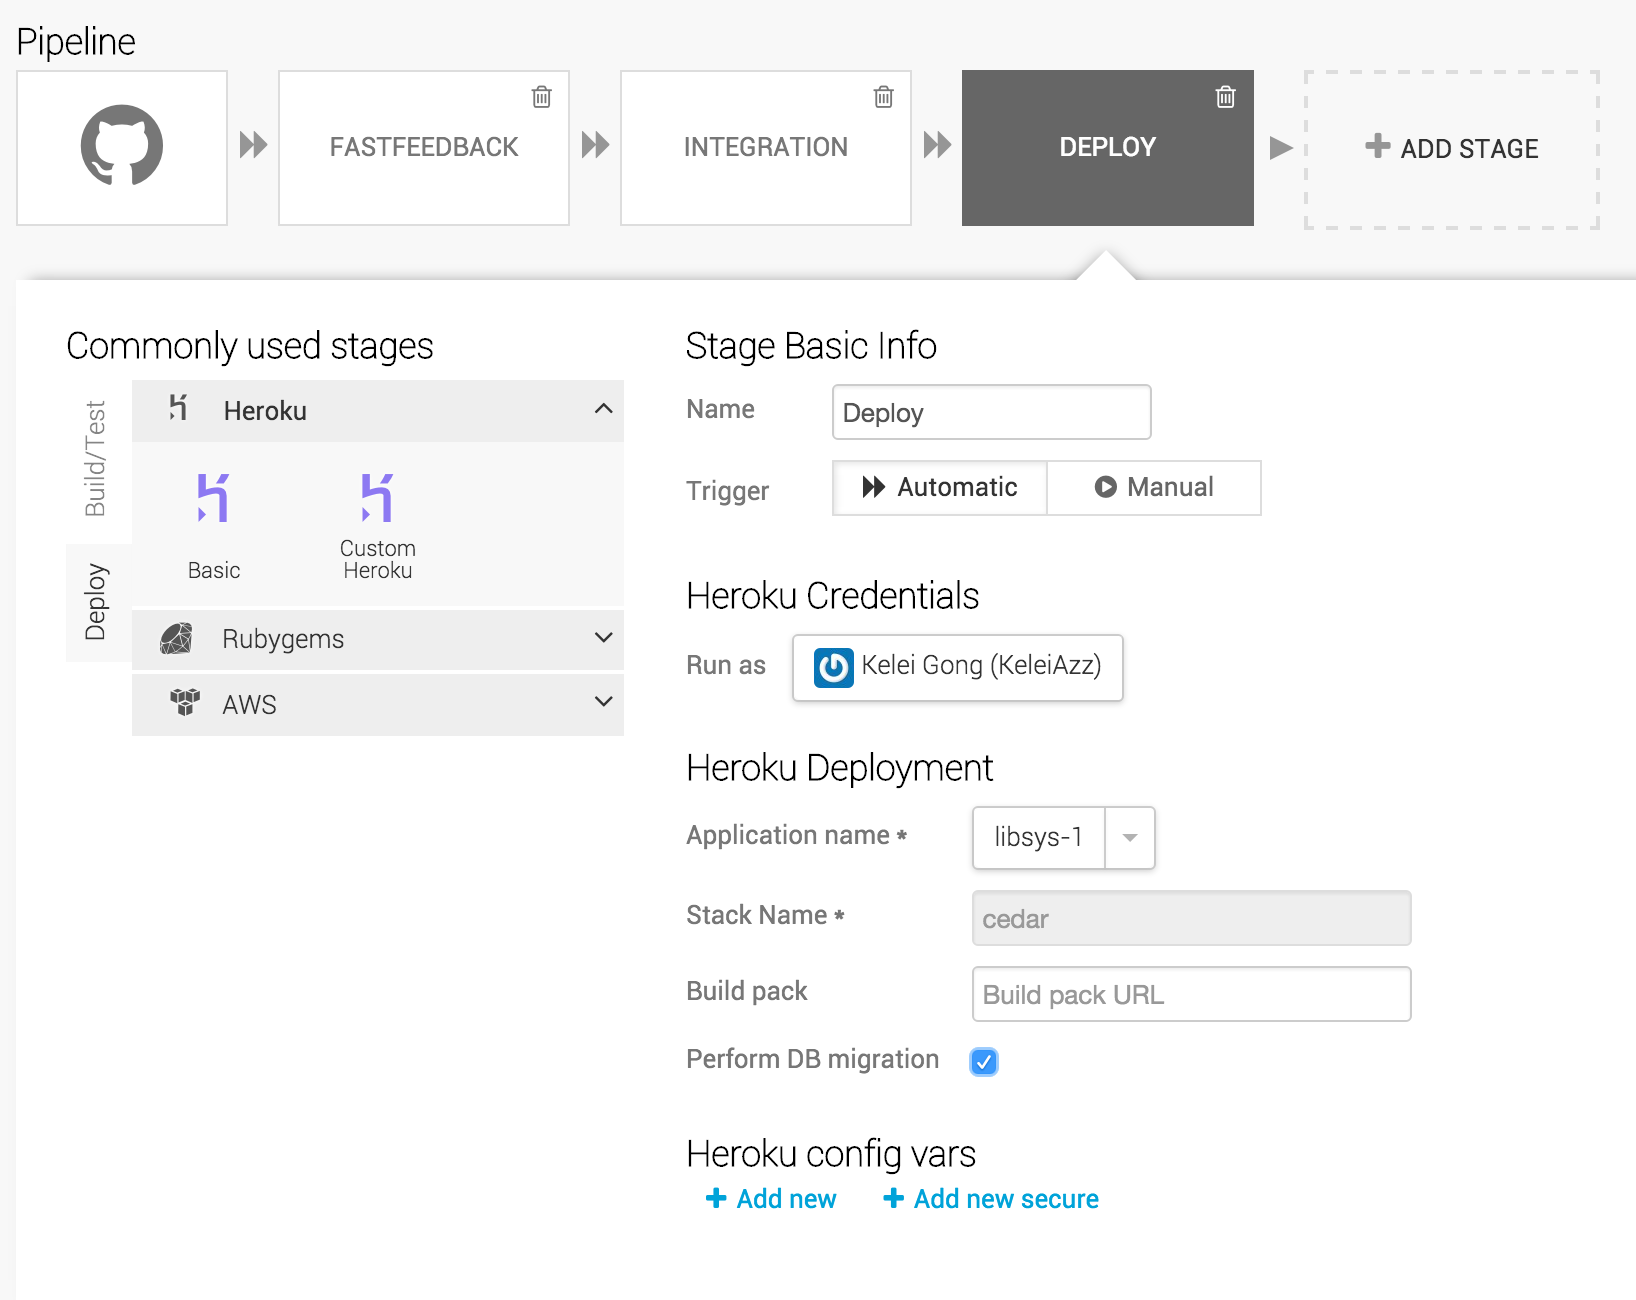 Pipeline
FASTFEEDBACK
INTEGRATION
DEPLOY
ADD STAGE
Commonly used stages
Build/Test
Deploy
Heroku
Basic
Custom
Heroku
Rubygems
AWS
Stage Basic Info
Name
Deploy
Trigger
Automatic
Manual
Heroku Credentials
Run as
Kelei Gong (KeleiAzz)
Heroku Deployment
Application name *
libsys-1
Stack Name *
cedar
Build pack
Build pack URL
Perform DB migration
Heroku config vars
+ Add new
+ Add new secure